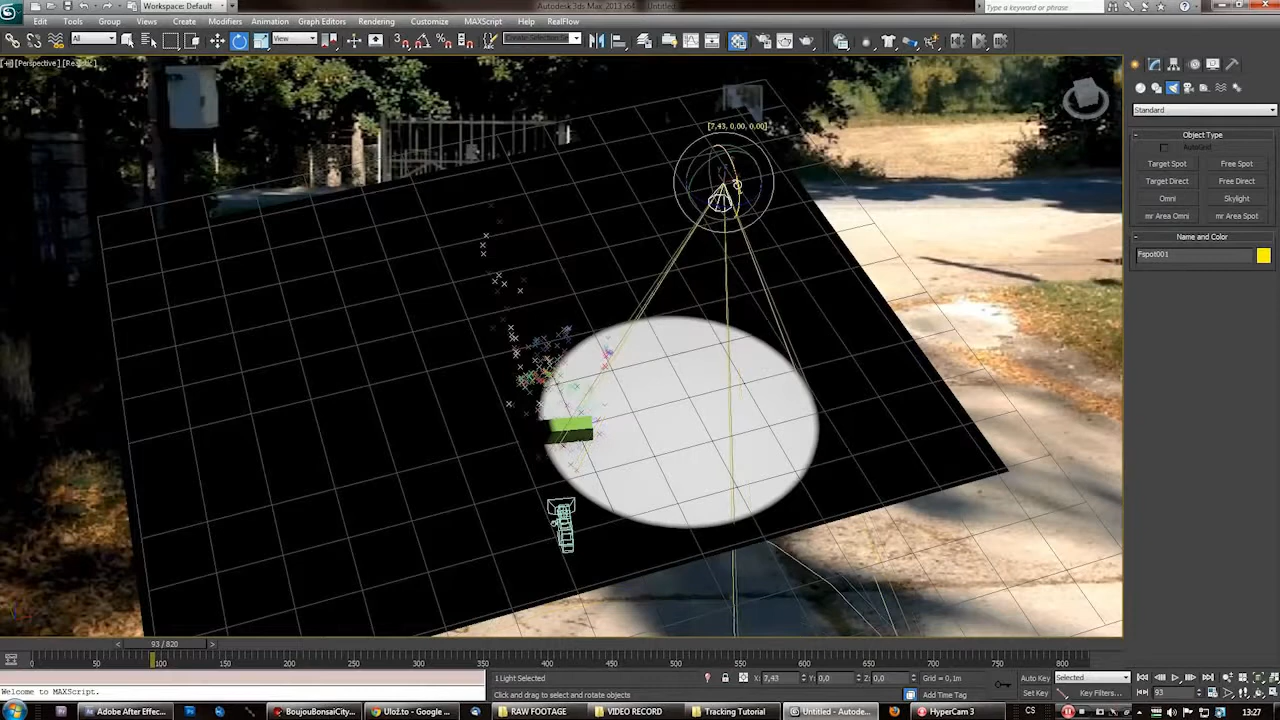 Workspace: Default
Autodesk 3ds Max 2013 x64
Untitled
Type a keyword or phrase
Edit Tools Group Views Create Modifiers Animation Graph Editors Rendering Customize MAXScript Help RealFlow
All
View
Create Selection Se
[+] [Perspective] [Realistic]
[7,43, 0,00, 0,00]
Standard
Object Type
AutoGrid
Target Spot Free Spot
Target Direct Free Direct
Omni Skylight
mr Area Omni mr Area Spot
Name and Color
Fspot001
< 93 / 820 >
0 50 100 150 200 250 300 350 400 450 500 550 600 650 700 750 800
1 Light Selected
X: 7,43 Y: 0,0 Z: 0,0
Grid = 0,1m
Auto Key Selected
Welcome to MAXScript.
Click and drag to select and rotate objects
Add Time Tag
Set Key Key Filters...
93
Adobe After Effec...
BoujouBonsaiCity...
Ulož.to - Google ...
RAW FOOTAGE
VIDEO RECORD
Tracking Tutorial
Untitled - Autode...
HyperCam 3
CS
13:27